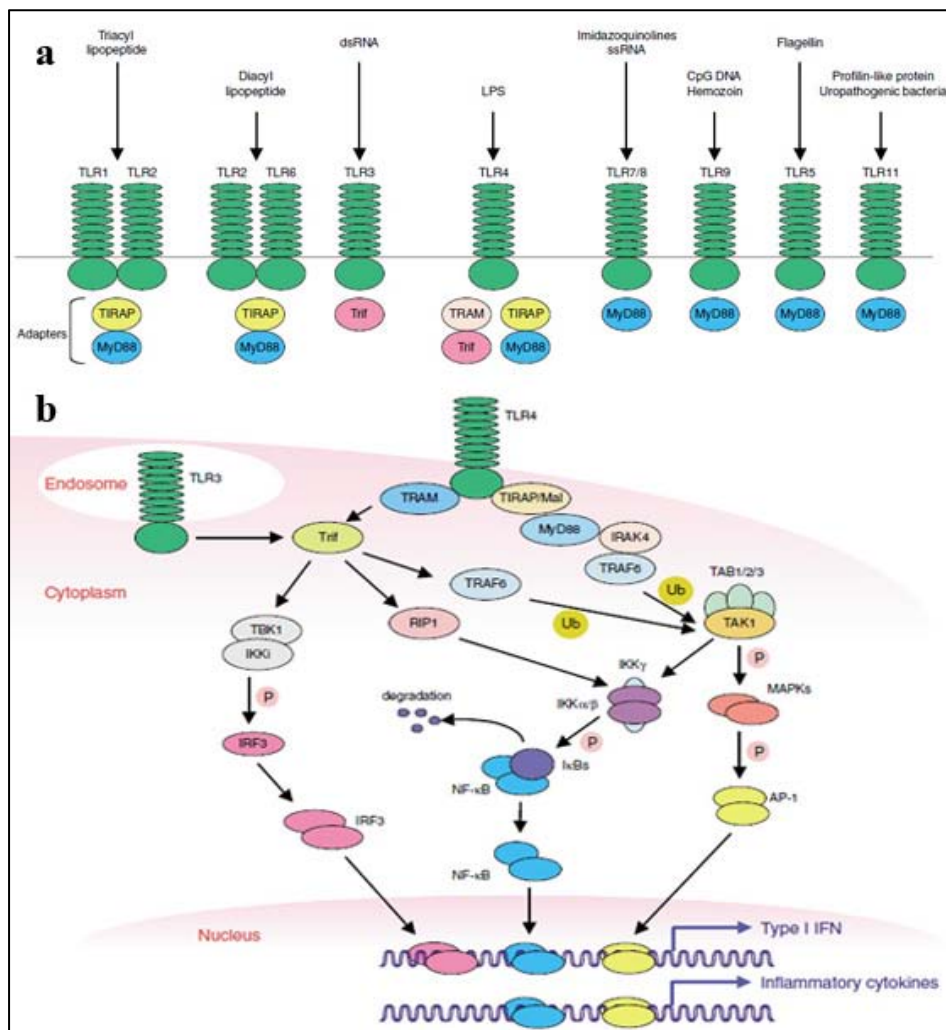 a
Triacyl
lipopeptide
Diacyl
lipopeptide
dsRNA
LPS
Imidazoquinolines
ssRNA
CpG DNA
Hemozoin
Flagellin
Profilin-like protein
Uropathogenic bacteria
TLR1 TLR2
TLR2 TLR6
TLR3
TLR4
TLR7/8
TLR9
TLR5
TLR11
Adapters
TIRAP
MyD88
TIRAP
MyD88
Trif
TRAM
Trif
TIRAP
MyD88
MyD88
MyD88
MyD88
MyD88
b
TLR4
Endosome
TLR3
TRAM
TIRAP/Mal
Trif
MyD88
IRAK4
TRAF6
Cytoplasm
TRAF6
Ub
TAB1/2/3
TAK1
Ub
TBK1
IKKi
RIP1
P
IKKγ
IKKα/β
P
MAPKs
degradation
P
IRF3
IκBs
NF-κB
P
AP-1
IRF3
NF-κB
Nucleus
Type I IFN
Inflammatory cytokines